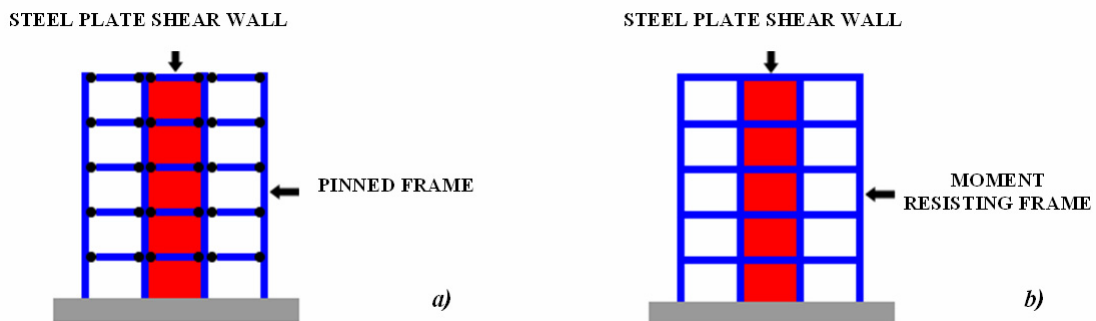 STEEL PLATE SHEAR WALL
PINNED FRAME
a)
STEEL PLATE SHEAR WALL
MOMENT
RESISTING FRAME
b)